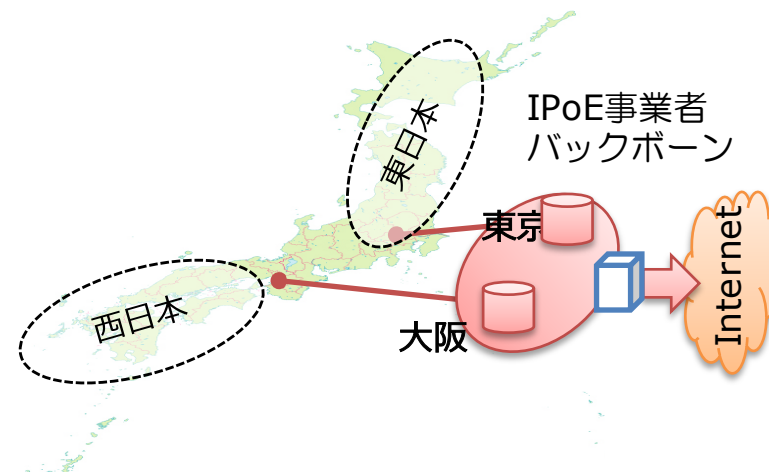 IPoE事業者
バックボーン
東日本
東京
Internet
西日本
大阪